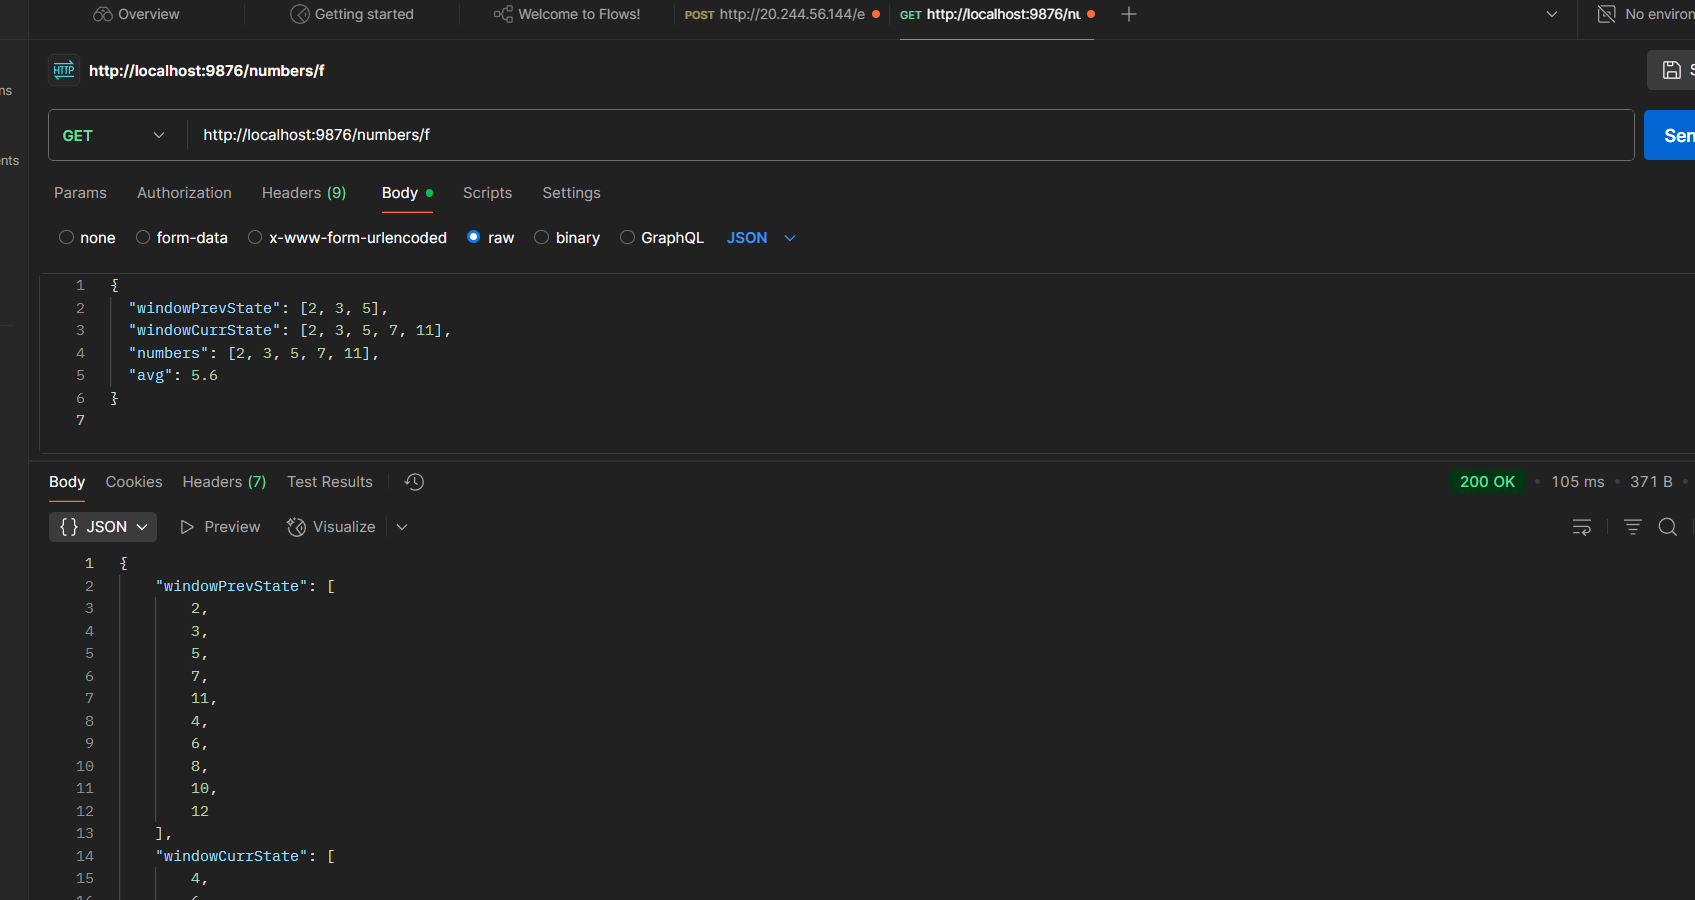 Overview Getting started Welcome to Flows! POST http://20.244.56.144/e GET http://localhost:9876/nu No environ
HTTP http://localhost:9876/numbers/f
ns
GET http://localhost:9876/numbers/f Sen
ents
Params Authorization Headers (9) Body Scripts Settings
none form-data x-www-form-urlencoded raw binary GraphQL JSON
1 {
2 "windowPrevState": [2, 3, 5],
3 "windowCurrState": [2, 3, 5, 7, 11],
4 "numbers": [2, 3, 5, 7, 11],
5 "avg": 5.6
6 }
7
Body Cookies Headers (7) Test Results 200 OK • 105 ms • 371 B •
{} JSON Preview Visualize
1 {
2 "windowPrevState": [
3 2,
4 3,
5 5,
6 7,
7 11,
8 4,
9 6,
10 8,
11 10,
12 12
13 ],
14 "windowCurrState": [
15 4,